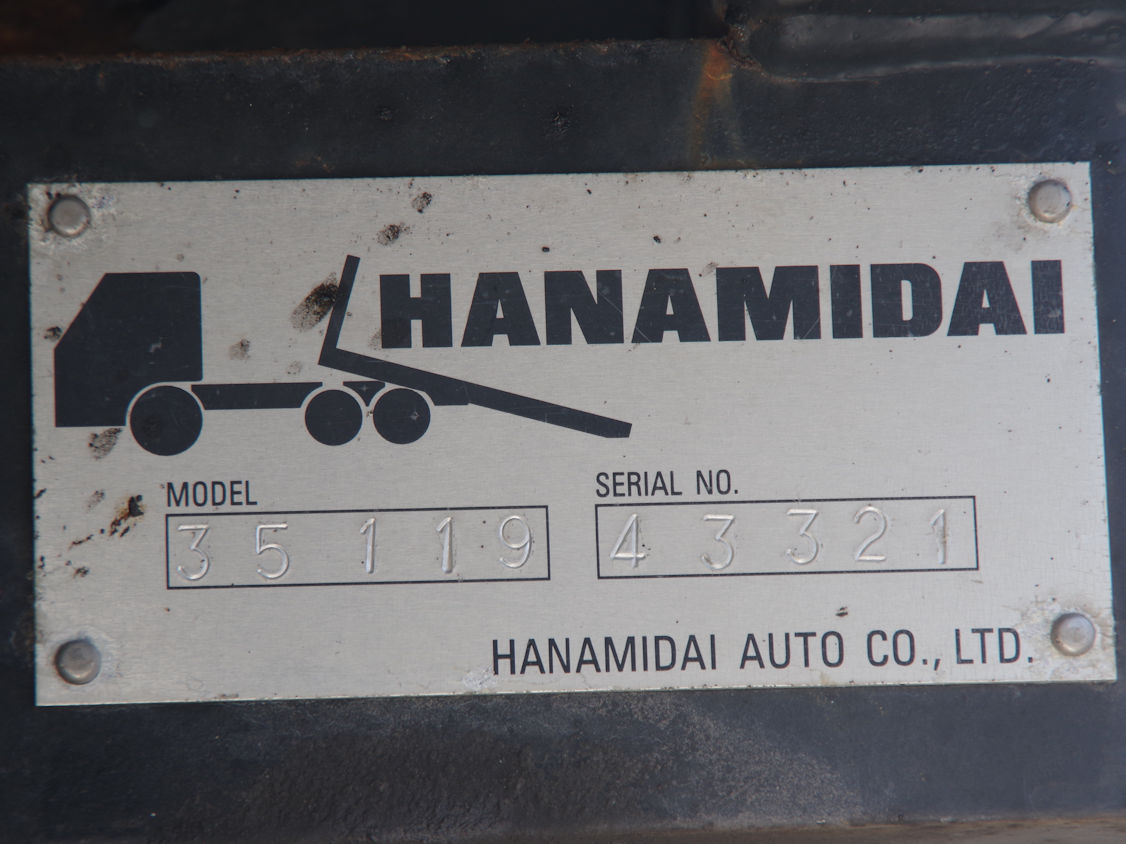 HANAMIDAI
MODEL SERIAL NO.
35119 43321
HANAMIDAI AUTO CO., LTD.